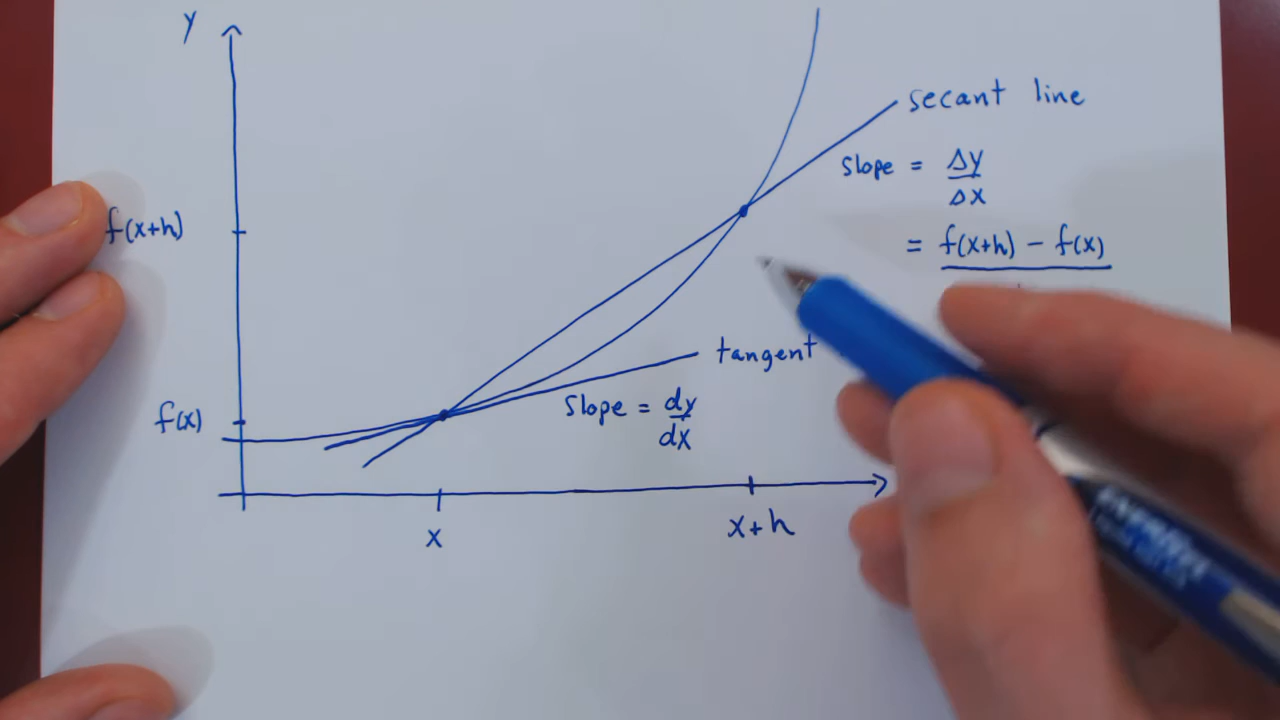 y
secant line
slope = Δy
Δx
f(x+h)
= f(x+h) - f(x)
tangent
f(x)
slope = dy
dx
x
x+h